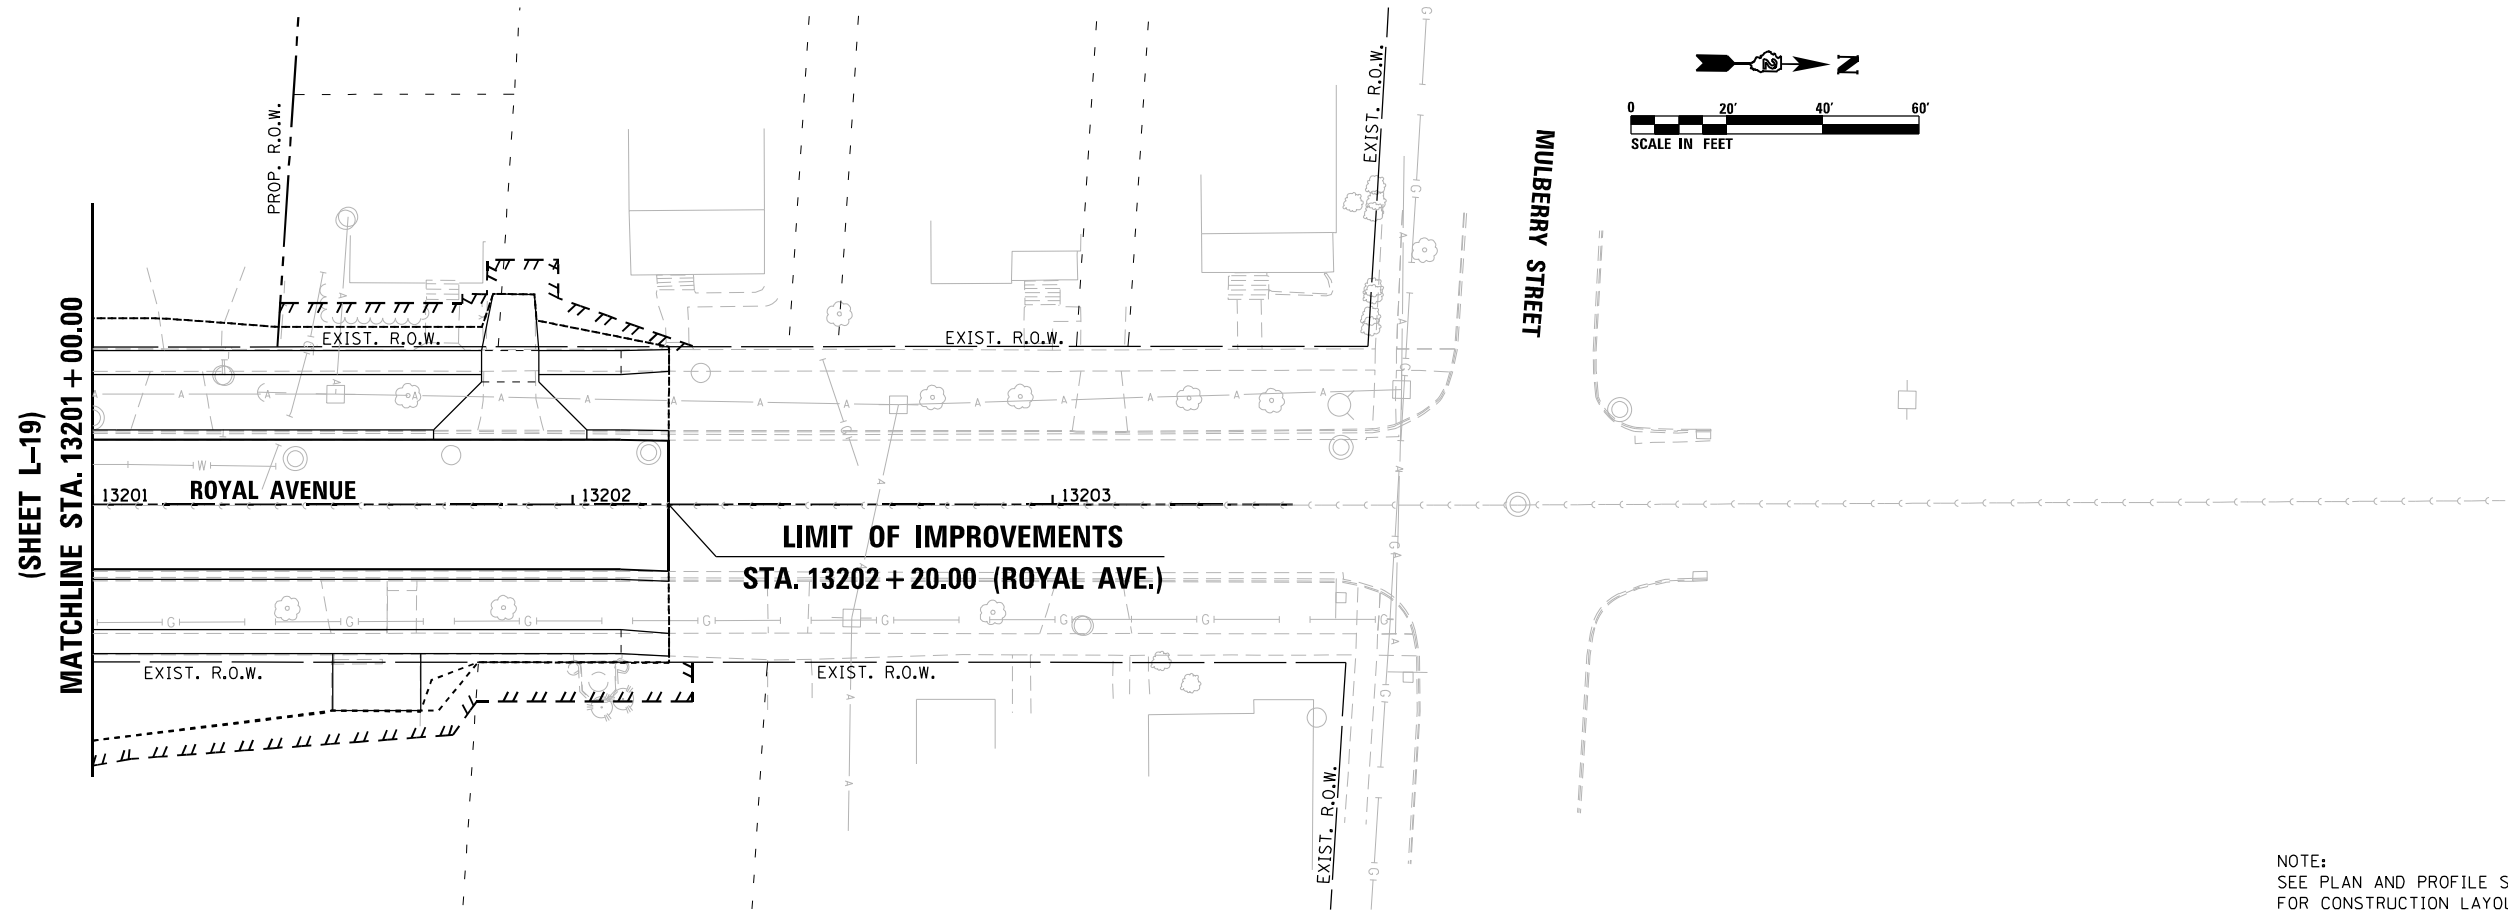 PROP. R.O.W.
EXIST. R.O.W.
N
0 20' 40' 60'
SCALE IN FEET
MULBERRY STREET
(SHEET L-19)
MATCHLINE STA. 13201 + 00.00
EXIST. R.O.W.
EXIST. R.O.W.
13201
ROYAL AVENUE
13202
13203
LIMIT OF IMPROVEMENTS
STA. 13202 + 20.00 (ROYAL AVE.)
EXIST. R.O.W.
EXIST. R.O.W.
EXIST. R.O.W.
NOTE:
SEE PLAN AND PROFILE S
FOR CONSTRUCTION LAYOU